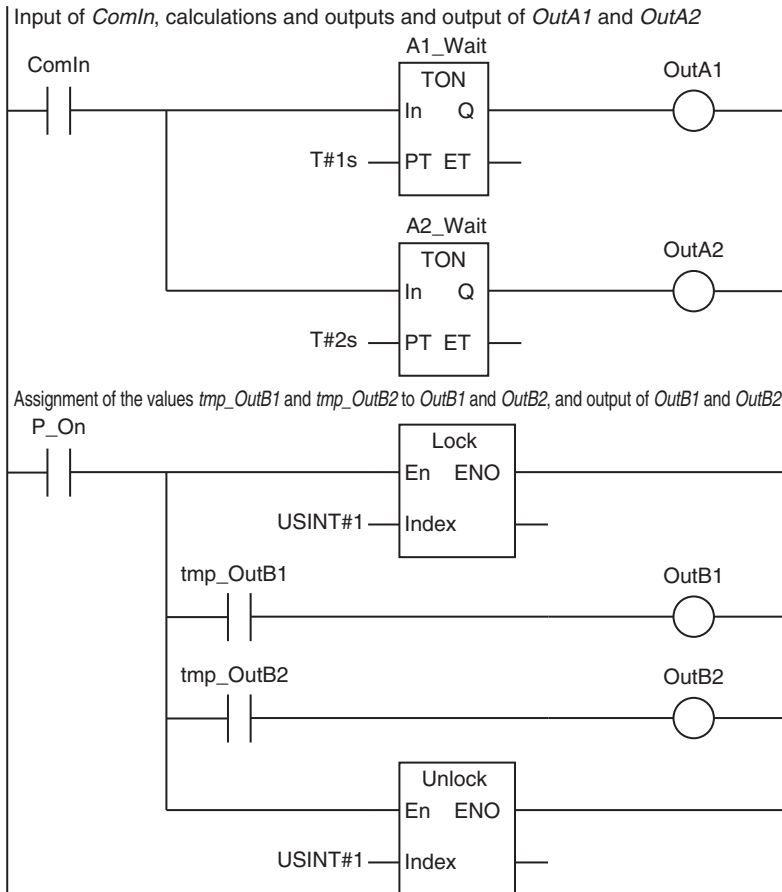 Input of ComIn, calculations and outputs and output of OutA1 and OutA2
A1_Wait
ComIn
TON
OutA1
In Q
T#1s
PT ET
A2_Wait
TON
OutA2
In Q
T#2s
PT ET
Assignment of the values tmp_OutB1 and tmp_OutB2 to OutB1 and OutB2, and output of OutB1 and OutB2
P_On
Lock
En ENO
USINT#1
Index
tmp_OutB1
OutB1
tmp_OutB2
OutB2
Unlock
En ENO
USINT#1
Index